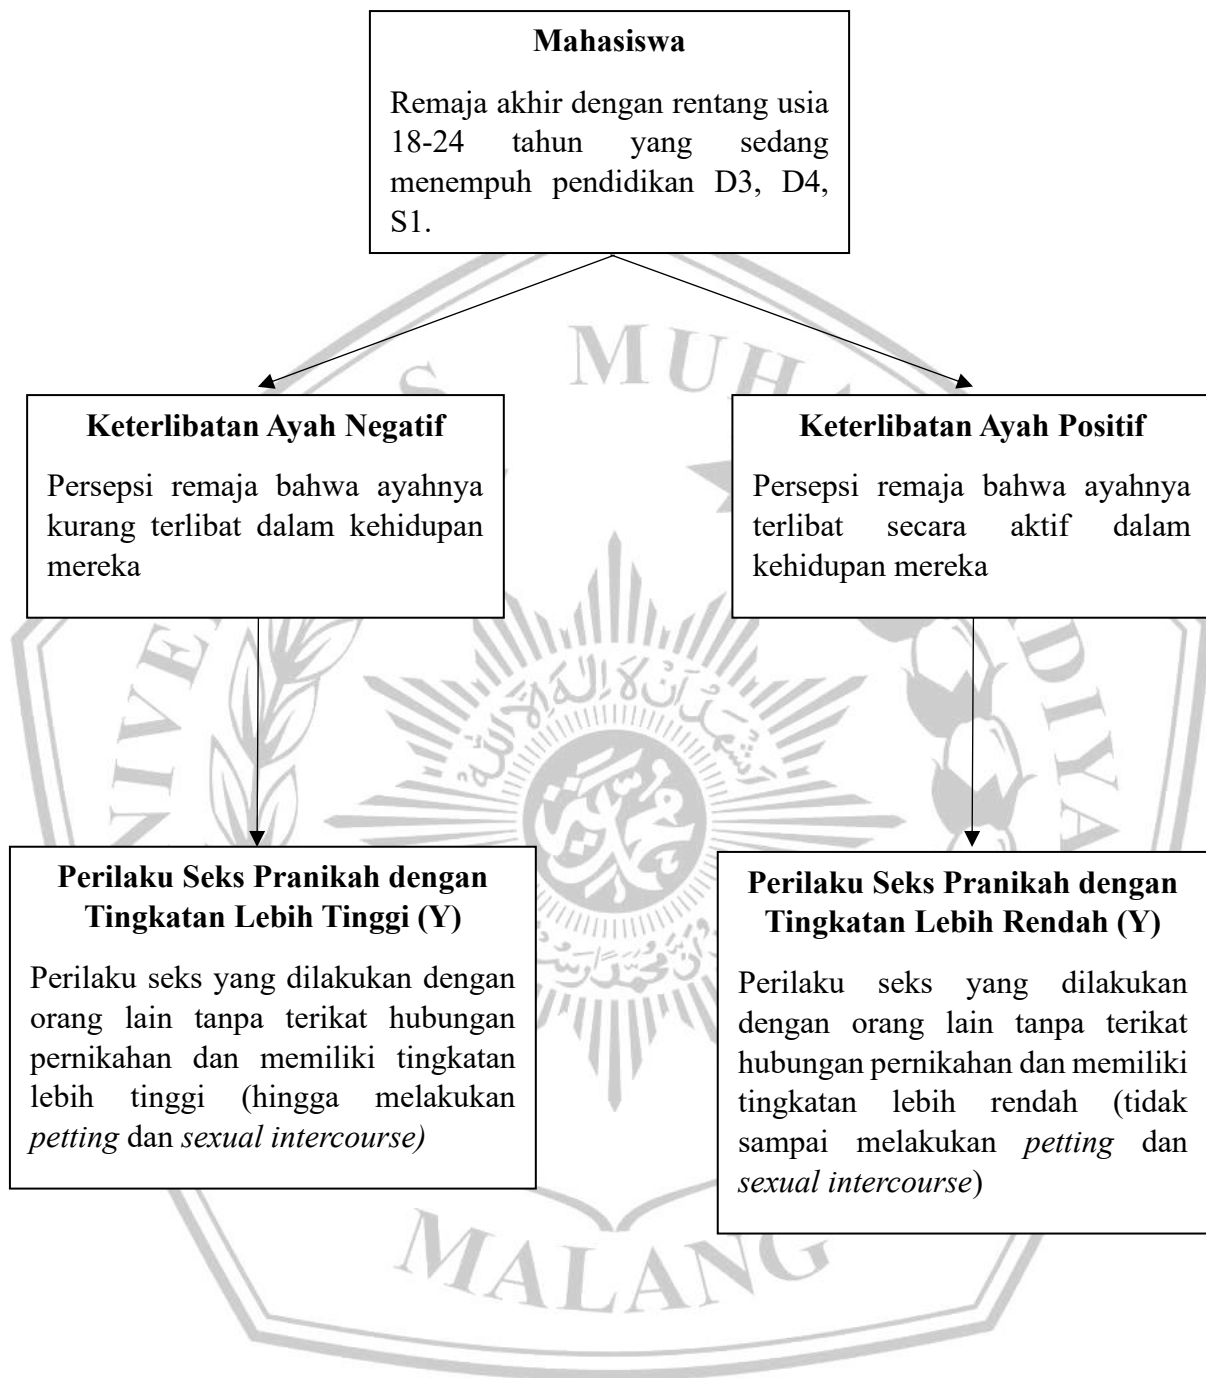 Mahasiswa
Remaja akhir dengan rentang usia
18-24 tahun yang sedang
menempuh pendidikan D3, D4,
S1.
MUH
Keterlibatan Ayah Negatif
Persepsi remaja bahwa ayahnya
kurang terlibat dalam kehidupan
mereka
Keterlibatan Ayah Positif
Persepsi remaja bahwa ayahnya
terlibat secara aktif dalam
kehidupan mereka
Perilaku Seks Pranikah dengan
Tingkatan Lebih Tinggi (Y)
Perilaku seks yang dilakukan dengan
orang lain tanpa terikat hubungan
pernikahan dan memiliki tingkatan
lebih tinggi (hingga melakukan
petting dan sexual intercourse)
Perilaku Seks Pranikah dengan
Tingkatan Lebih Rendah (Y)
Perilaku seks yang dilakukan
dengan orang lain tanpa terikat
hubungan pernikahan dan memiliki
tingkatan lebih rendah (tidak
sampai melakukan petting dan
sexual intercourse)
MALANG